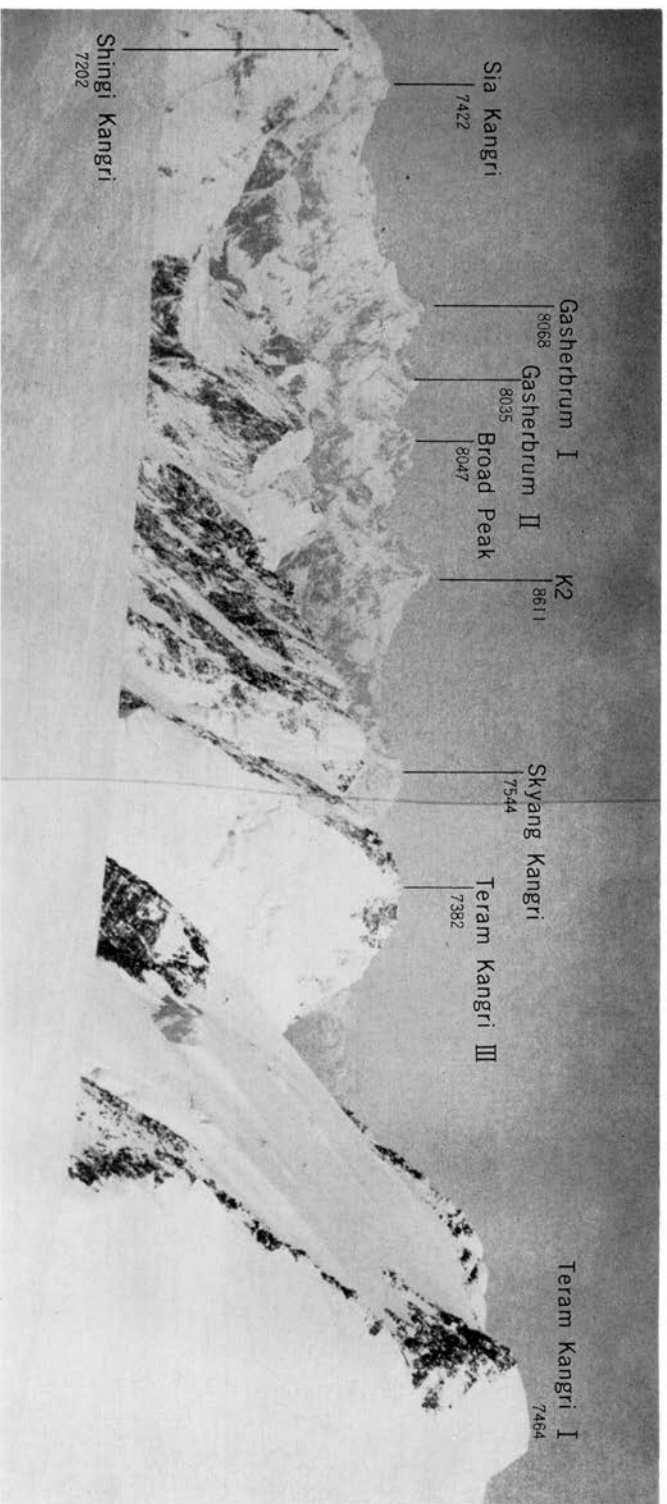 Sia Kangri
7422
Shingi Kangri
7202
Gasherbrum I
8068
Gasherbrum II
8035
Broad Peak
8047
K2
8611
Skyang Kangri
7544
Teram Kangri III
7382
Teram Kangri I
7464